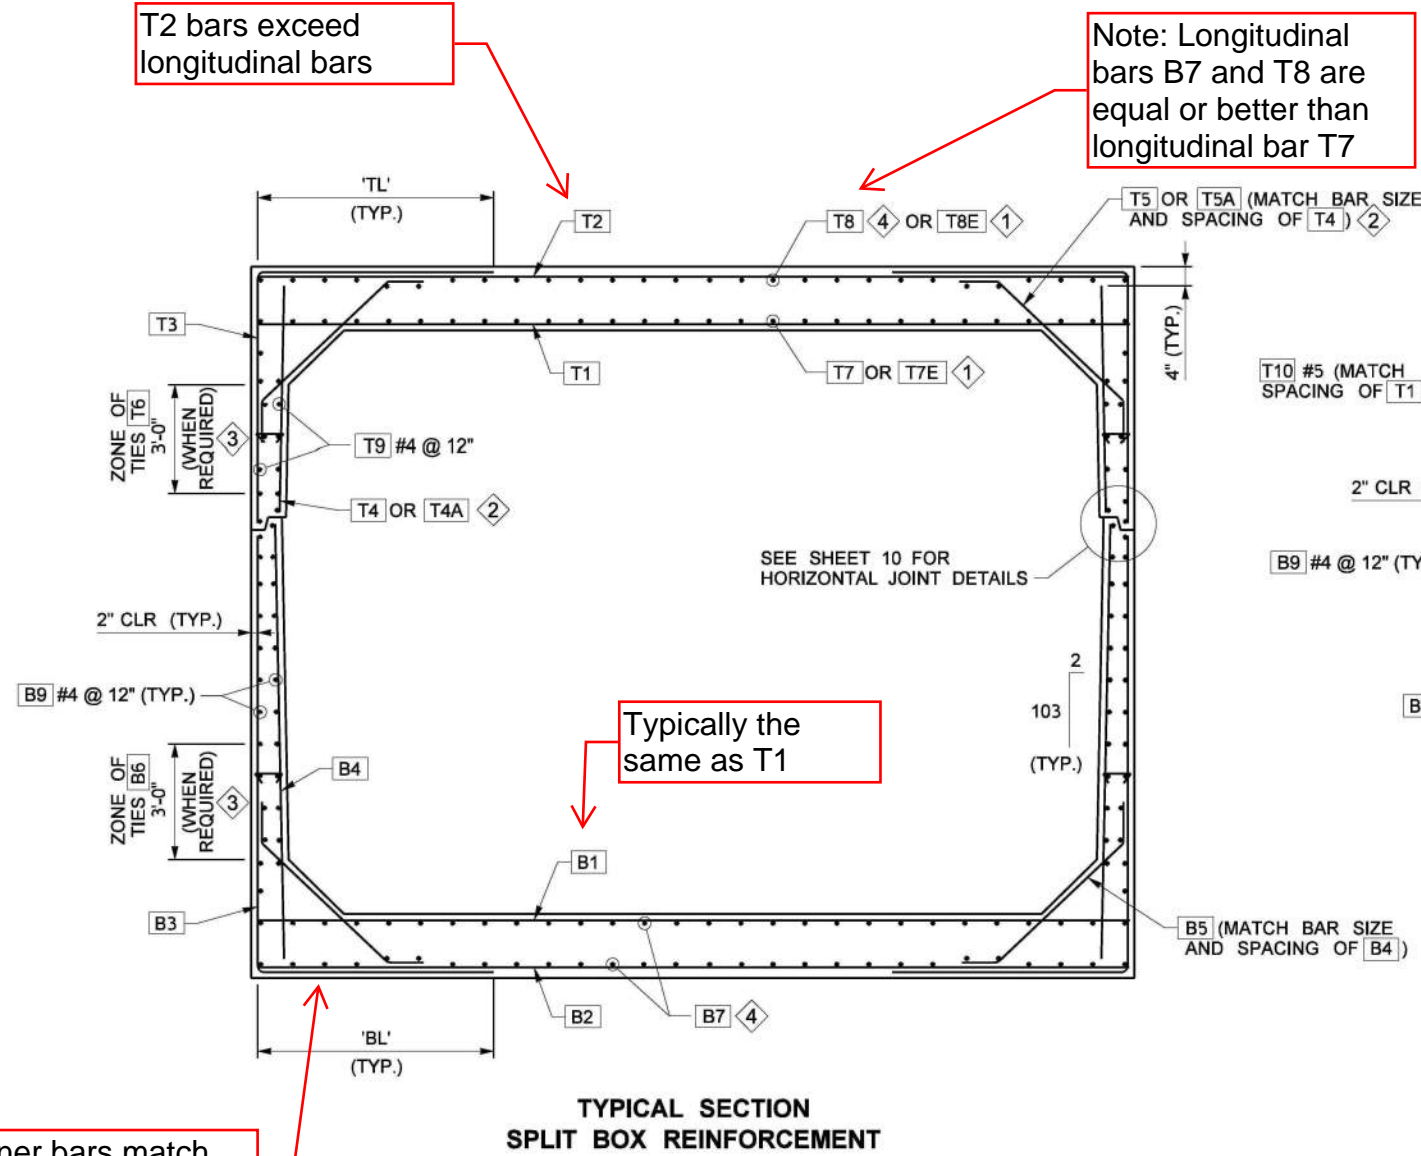 T2 bars exceed
longitudinal bars
Note: Longitudinal
bars B7 and T8 are
equal or better than
longitudinal bar T7
'TL'
(TYP.)
T2
T8 4 OR T8E 1
T5 OR T5A (MATCH BAR SIZE
AND SPACING OF T4) 2
T3
T1
T7 OR T7E 1
4" (TYP.)
T10 #5 (MATCH
SPACING OF T1
ZONE OF
TIES T6
3'-0"
(WHEN
REQUIRED)
3
T9 #4 @ 12"
T4 OR T4A 2
2" CLR
SEE SHEET 10 FOR
HORIZONTAL JOINT DETAILS
B9 #4 @ 12" (TY
2" CLR (TYP.)
B9 #4 @ 12" (TYP.)
2
103
(TYP.)
B
Typically the
same as T1
ZONE OF
TIES B6
3'-0"
(WHEN
REQUIRED)
3
B4
B1
B3
B5 (MATCH BAR SIZE
AND SPACING OF B4)
B2
B7 4
'BL'
(TYP.)
TYPICAL SECTION
SPLIT BOX REINFORCEMENT
bars match